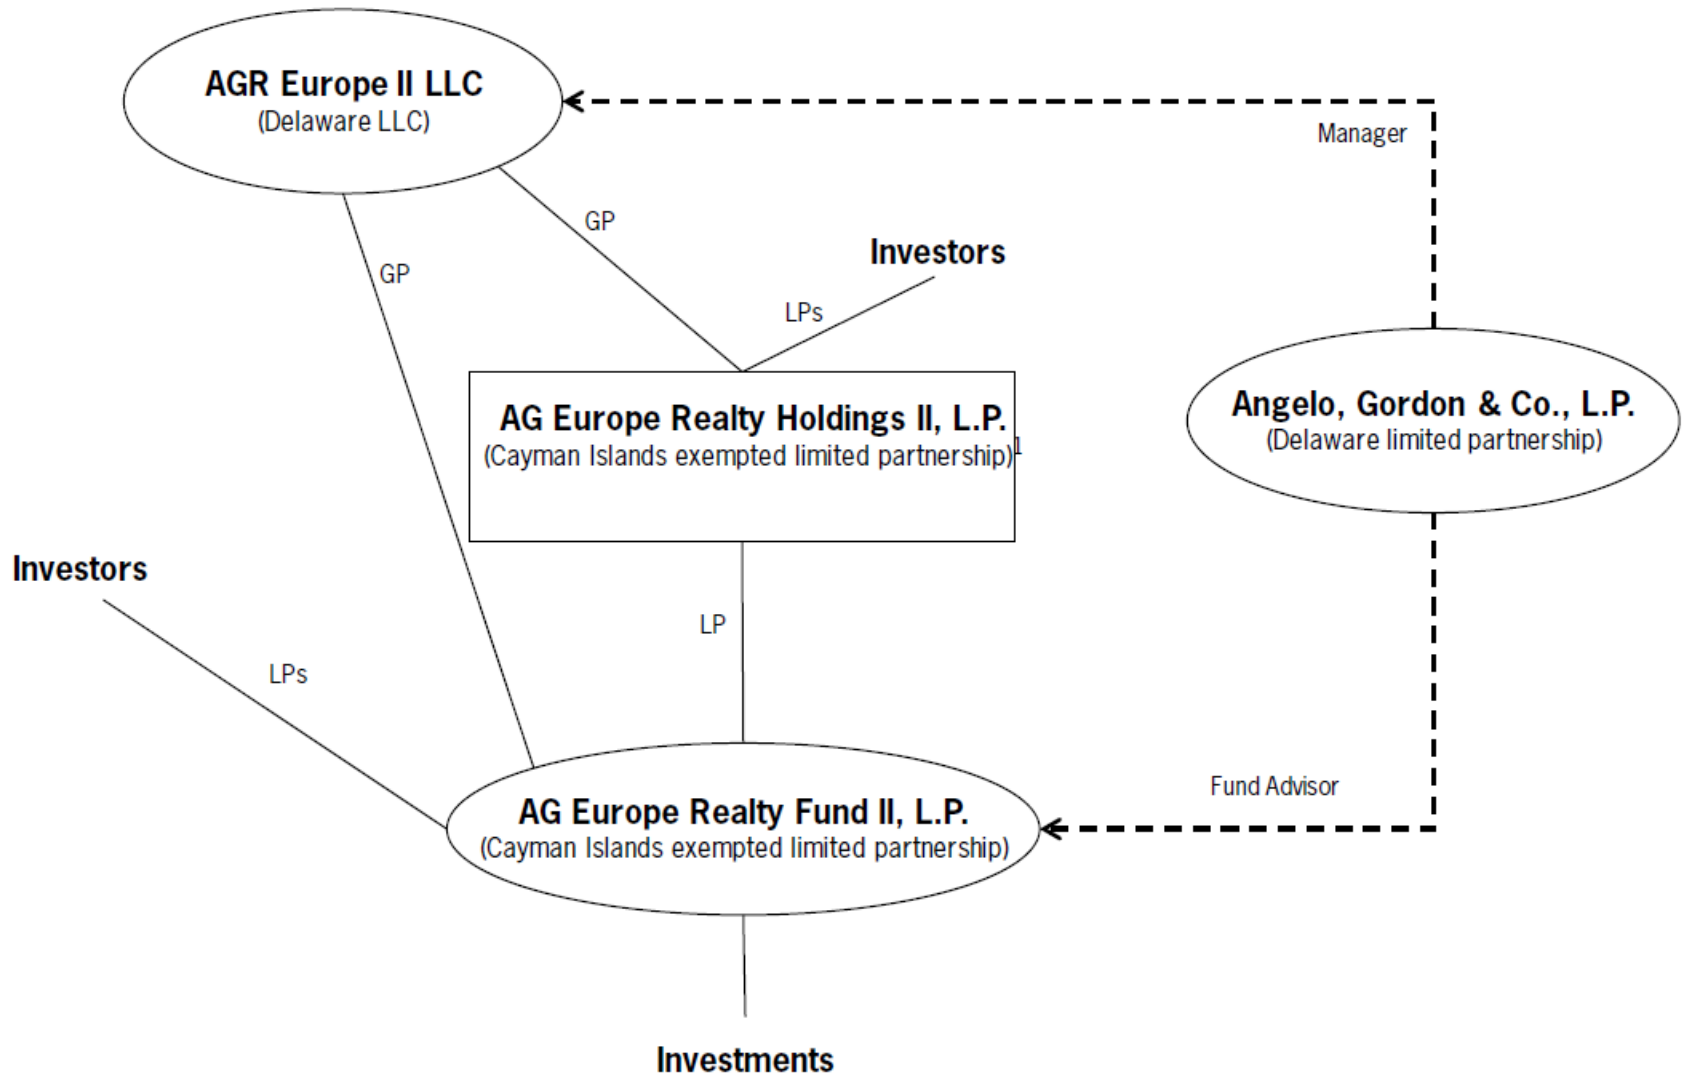 AGR Europe II LLC
(Delaware LLC)
Manager
GP
Investors
GP
LPs
AG Europe Realty Holdings II, L.P.
(Cayman Islands exempted limited partnership)1
Angelo, Gordon & Co., L.P.
(Delaware limited partnership)
Investors
LP
LPs
Fund Advisor
AG Europe Realty Fund II, L.P.
(Cayman Islands exempted limited partnership)
Investments